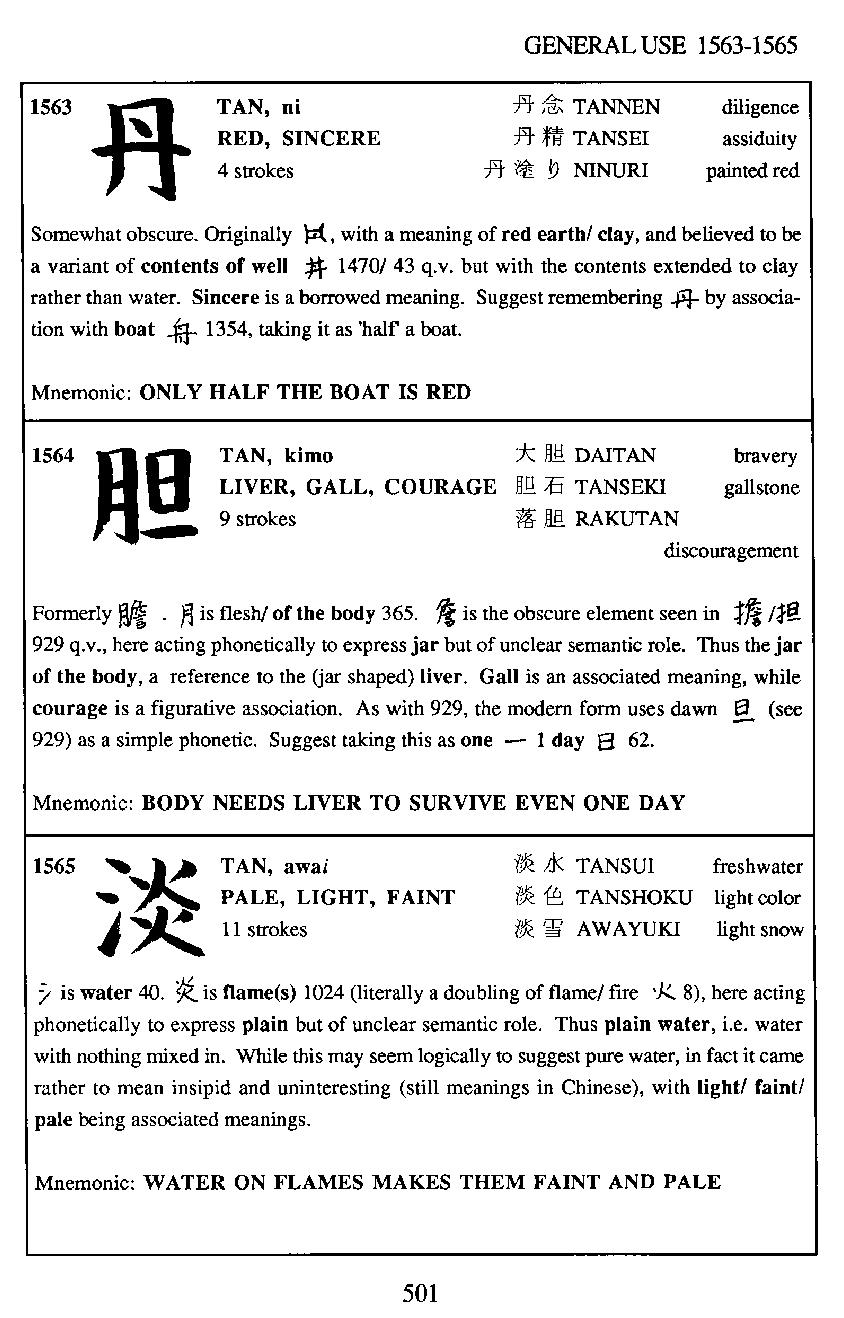 GENERAL USE 1563-1565
1563 丹 TAN, ni 丹念 TANNEN diligence
RED, SINCERE 丹精 TANSEI assiduity
4 strokes 丹塗り NINURI painted red
Somewhat obscure. Originally , with a meaning of red earth/ clay, and believed to be
a variant of contents of well 丼 1470/ 43 q.v. but with the contents extended to clay
rather than water. Sincere is a borrowed meaning. Suggest remembering 丹 by associa-
tion with boat 舟 1354, taking it as 'half' a boat.
Mnemonic: ONLY HALF THE BOAT IS RED
1564 胆 TAN, kimo 大胆 DAITAN bravery
LIVER, GALL, COURAGE 胆石 TANSEKI gallstone
9 strokes 落胆 RAKUTAN
discouragement
Formerly 膽 . 月 is flesh/ of the body 365. 詹 is the obscure element seen in 擔/担
929 q.v., here acting phonetically to express jar but of unclear semantic role. Thus the jar
of the body, a reference to the (jar shaped) liver. Gall is an associated meaning, while
courage is a figurative association. As with 929, the modern form uses dawn 旦 (see
929) as a simple phonetic. Suggest taking this as one 一 1 day 日 62.
Mnemonic: BODY NEEDS LIVER TO SURVIVE EVEN ONE DAY
1565 淡 TAN, awai 淡水 TANSUI freshwater
PALE, LIGHT, FAINT 淡色 TANSHOKU light color
11 strokes 淡雪 AWAYUKI light snow
氵 is water 40. 炎 is flame(s) 1024 (literally a doubling of flame/ fire 火 8), here acting
phonetically to express plain but of unclear semantic role. Thus plain water, i.e. water
with nothing mixed in. While this may seem logically to suggest pure water, in fact it came
rather to mean insipid and uninteresting (still meanings in Chinese), with light/ faint/
pale being associated meanings.
Mnemonic: WATER ON FLAMES MAKES THEM FAINT AND PALE
501